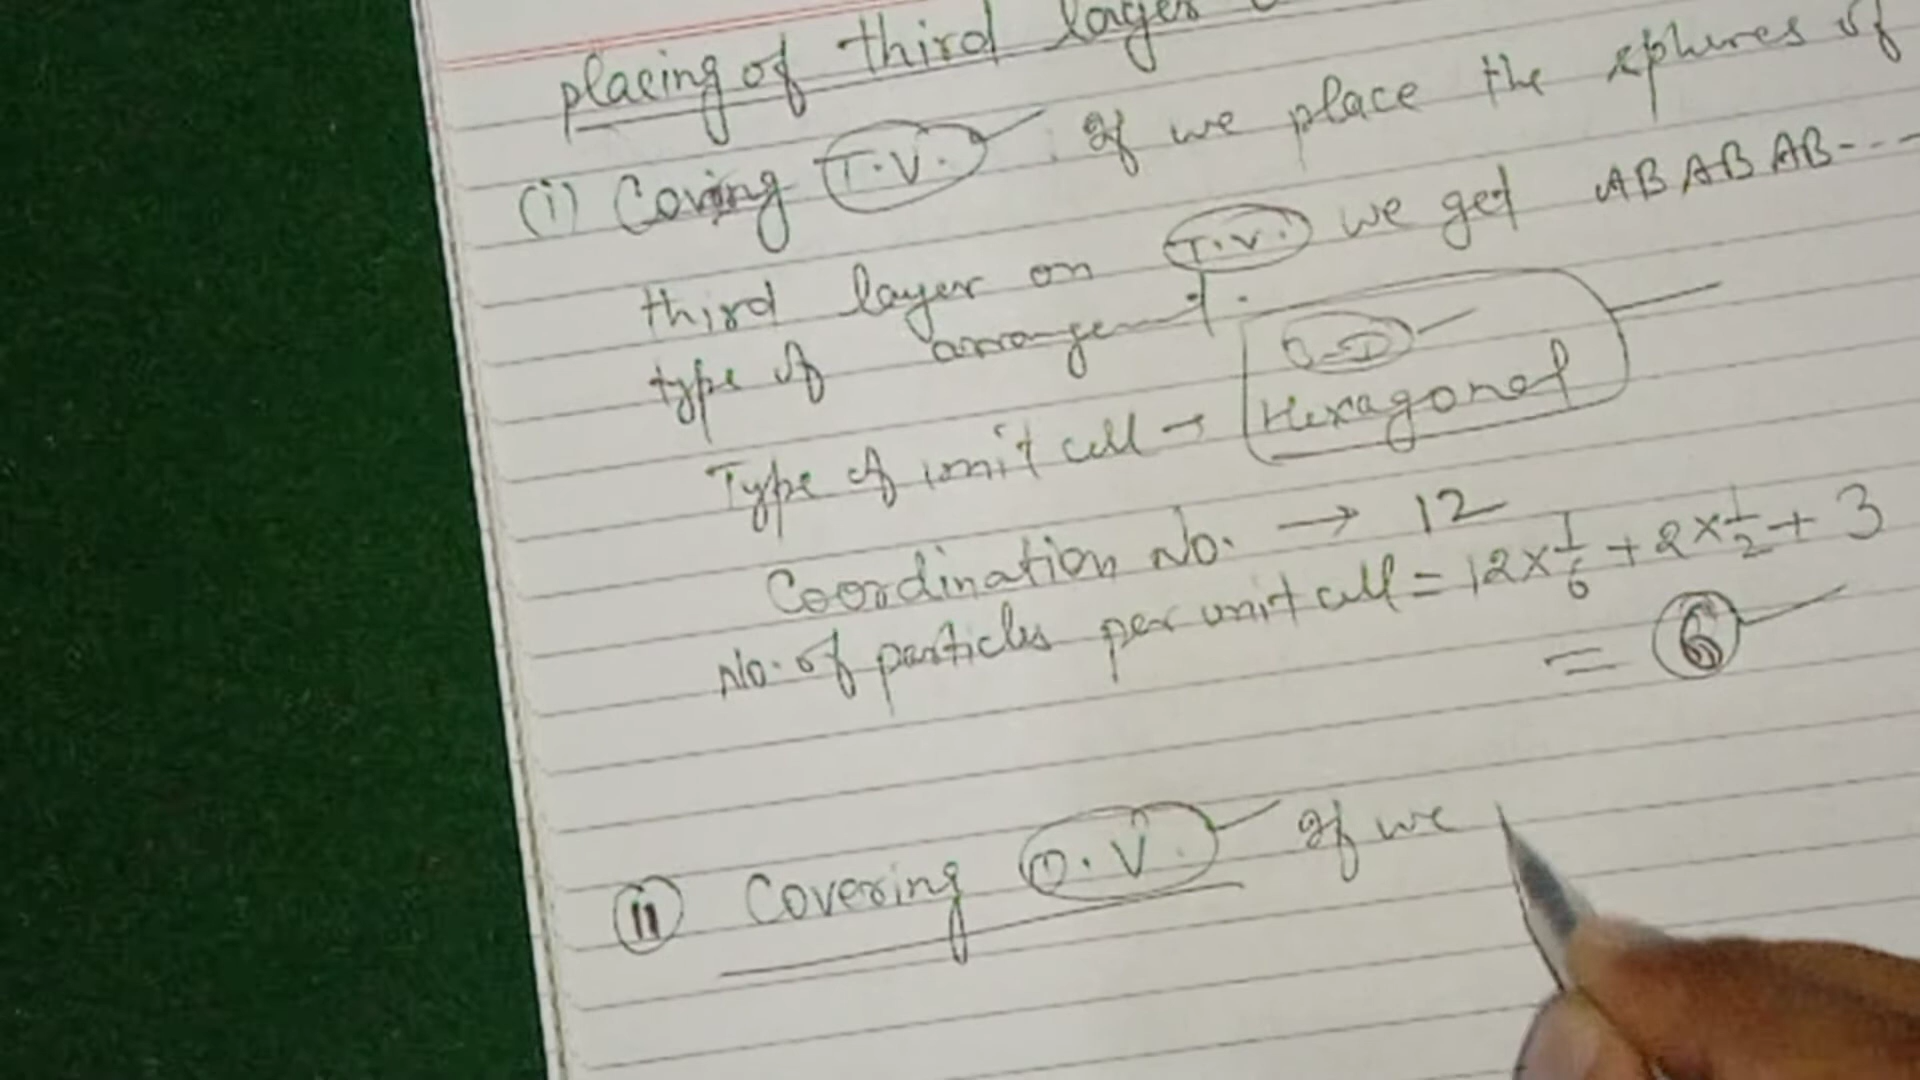 placing of third layer
(i) Coving T.V. If we place the spheres of
third layer on T.V. we get ABABAB---
type of arrangement.
Type of unit cell → Hexagonal
Coordination No. → 12
No. of particles per unit cell = 12 × 1/6 + 2 × 1/2 + 3
= 6
(ii) Covering O.V. If we